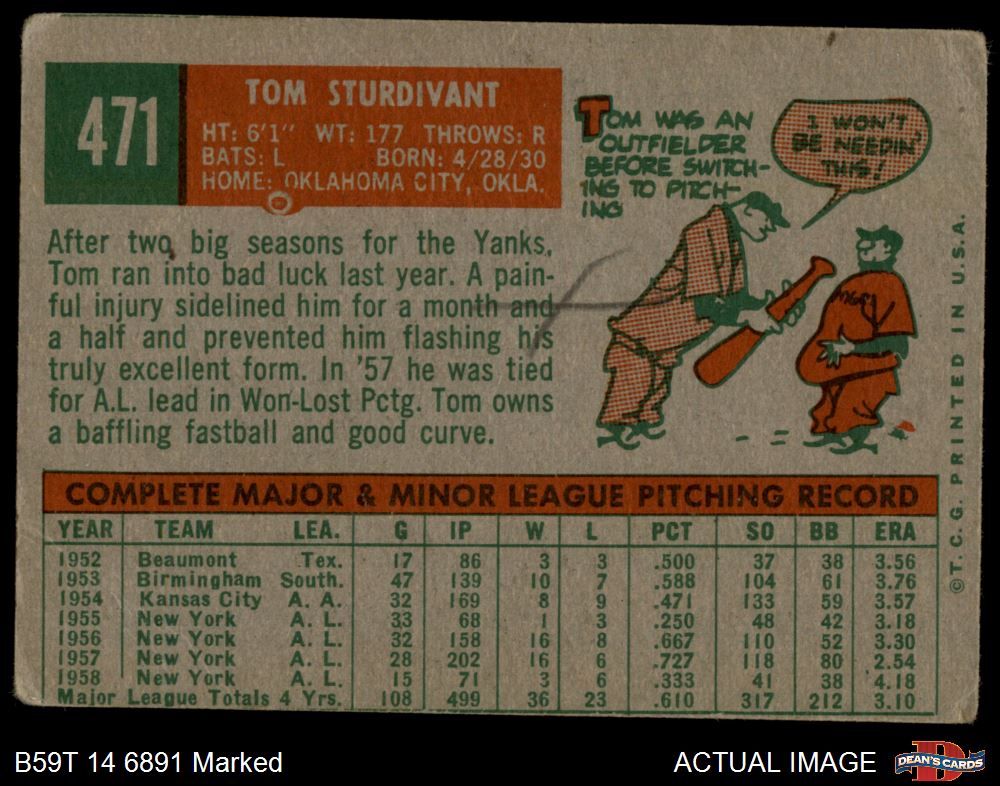 471
TOM STURDIVANT
HT: 6'1" WT: 177 THROWS: R
BATS: L BORN: 4/28/30
HOME: OKLAHOMA CITY, OKLA.
TOM WAS AN
OUTFIELDER
BEFORE SWITCH-
ING TO PITCH-
ING
I WON'T
BE NEEDIN'
THIS!
After two big seasons for the Yanks,
Tom ran into bad luck last year. A pain-
ful injury sidelined him for a month and
a half and prevented him flashing his
truly excellent form. In '57 he was tied
for A.L. lead in Won-Lost Pctg. Tom owns
a baffling fastball and good curve.
COMPLETE MAJOR & MINOR LEAGUE PITCHING RECORD
YEAR TEAM LEA. G IP W L PCT SO BB ERA
1952 Beaumont Tex. 17 86 3 3 .500 37 38 3.56
1953 Birmingham South. 47 139 10 7 .588 104 61 3.76
1954 Kansas City A. A. 32 169 8 9 .471 133 59 3.57
1955 New York A. L. 33 68 1 3 .250 48 42 3.18
1956 New York A. L. 32 158 16 8 .667 110 52 3.30
1957 New York A. L. 28 202 16 6 .727 118 80 2.54
1958 New York A. L. 15 71 3 6 .333 41 38 4.18
Major League Totals 4 Yrs. 108 499 36 23 .610 317 212 3.10
©T. C. G. PRINTED IN U.S.A.
B59T 14 6891 Marked
ACTUAL IMAGE
D
DEAN'S CARDS